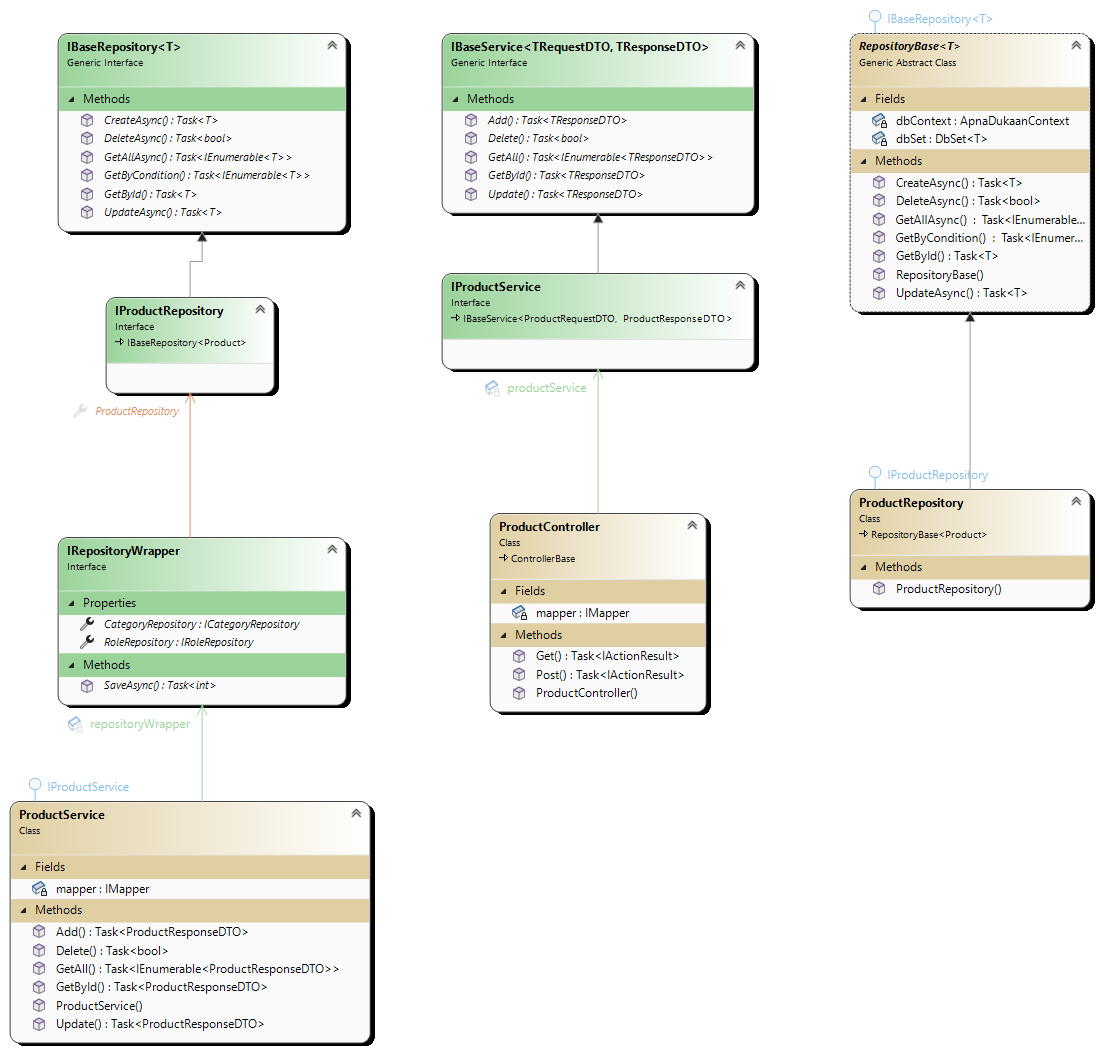 IBaseRepository<T>
Generic Interface
Methods
CreateAsync() : Task<T>
DeleteAsync() : Task<bool>
GetAllAsync() : Task<IEnumerable<T>>
GetByCondition() : Task<IEnumerable<T>>
GetById() : Task<T>
UpdateAsync() : Task<T>
IProductRepository
Interface
IBaseRepository<Product>
ProductRepository
IRepositoryWrapper
Interface
Properties
CategoryRepository : ICategoryRepository
RoleRepository : IRoleRepository
Methods
SaveAsync() : Task<int>
repositoryWrapper
IProductService
ProductService
Class
Fields
mapper : IMapper
Methods
Add() : Task<ProductResponseDTO>
Delete() : Task<bool>
GetAll() : Task<IEnumerable<ProductResponseDTO>>
GetById() : Task<ProductResponseDTO>
ProductService()
Update() : Task<ProductResponseDTO>
IBaseService<TRequestDTO, TResponseDTO>
Generic Interface
Methods
Add() : Task<TResponseDTO>
Delete() : Task<bool>
GetAll() : Task<IEnumerable<TResponseDTO>>
GetById() : Task<TResponseDTO>
Update() : Task<TResponseDTO>
IProductService
Interface
IBaseService<ProductRequestDTO, ProductResponseDTO>
productService
ProductController
Class
ControllerBase
Fields
mapper : IMapper
Methods
Get() : Task<IActionResult>
Post() : Task<IActionResult>
ProductController()
IBaseRepository<T>
RepositoryBase<T>
Generic Abstract Class
Fields
dbContext : ApnaDukaanContext
dbSet : DbSet<T>
Methods
CreateAsync() : Task<T>
DeleteAsync() : Task<bool>
GetAllAsync() : Task<IEnumerable...
GetByCondition() : Task<IEnumer...
GetById() : Task<T>
RepositoryBase()
UpdateAsync() : Task<T>
IProductRepository
ProductRepository
Class
RepositoryBase<Product>
Methods
ProductRepository()